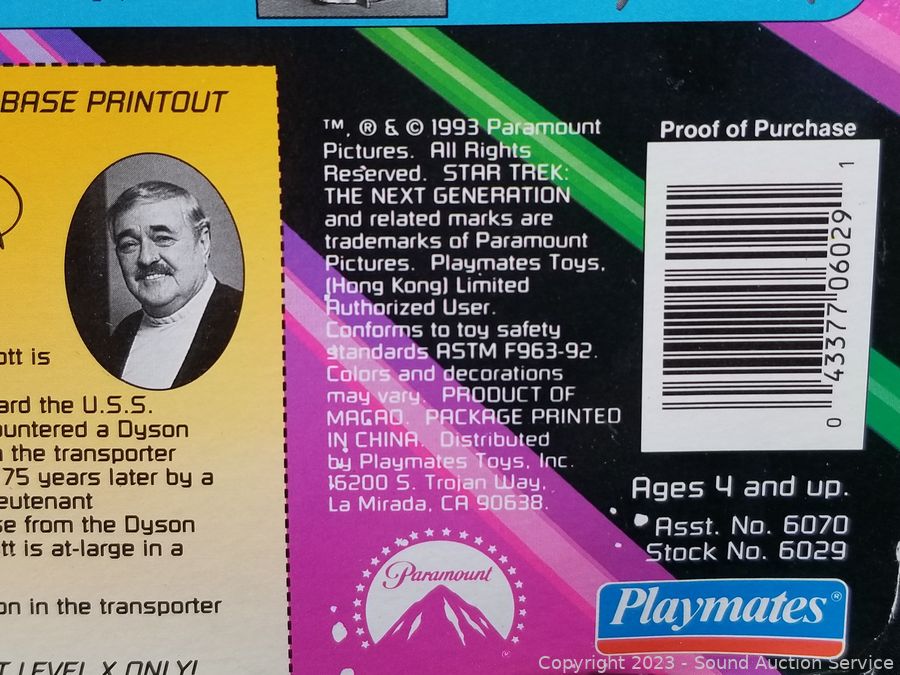 BASE PRINTOUT
ott is
ard the U.S.S.
ountered a Dyson
the transporter
75 years later by a
eutenant
se from the Dyson
tt is at-large in a
on in the transporter
T LEVEL X ONLY!
™, ® & © 1993 Paramount
Pictures. All Rights
Reserved. STAR TREK:
THE NEXT GENERATION
and related marks are
trademarks of Paramount
Pictures. Playmates Toys,
(Hong Kong) Limited
Authorized User.
Conforms to toy safety
standards ASTM F963-92.
Colors and decorations
may vary. PRODUCT OF
MACAO. PACKAGE PRINTED
IN CHINA. Distributed
by Playmates Toys, Inc.
16200 S. Trojan Way,
La Mirada, CA 90638.
Paramount
Proof of Purchase
0 43377 06029 1
Ages 4 and up.
Asst. No. 6070
Stock No. 6029
Playmates®
Copyright 2023 - Sound Auction Service